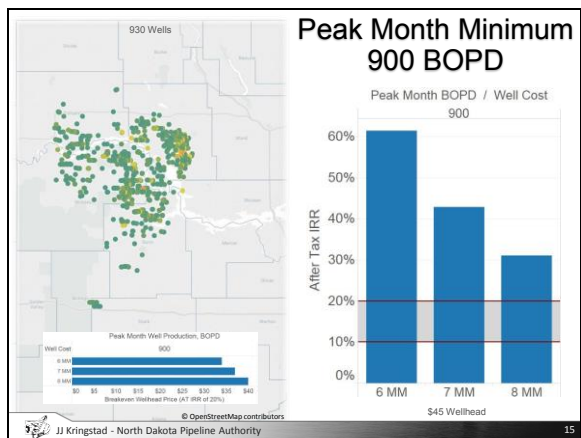 930 Wells
Peak Month Minimum
900 BOPD
Peak Month BOPD / Well Cost
900
60%
50%
40%
30%
20%
10%
0%
After Tax IRR
6 MM
7 MM
8 MM
$45 Wellhead
Peak Month Well Production, BOPD
Well Cost
900
6 MM
7 MM
8 MM
$0 $5 $10 $15 $20 $25 $30 $35 $40
Breakeven Wellhead Price (AT IRR of 20%)
© OpenStreetMap contributors
JJ Kringstad - North Dakota Pipeline Authority
15